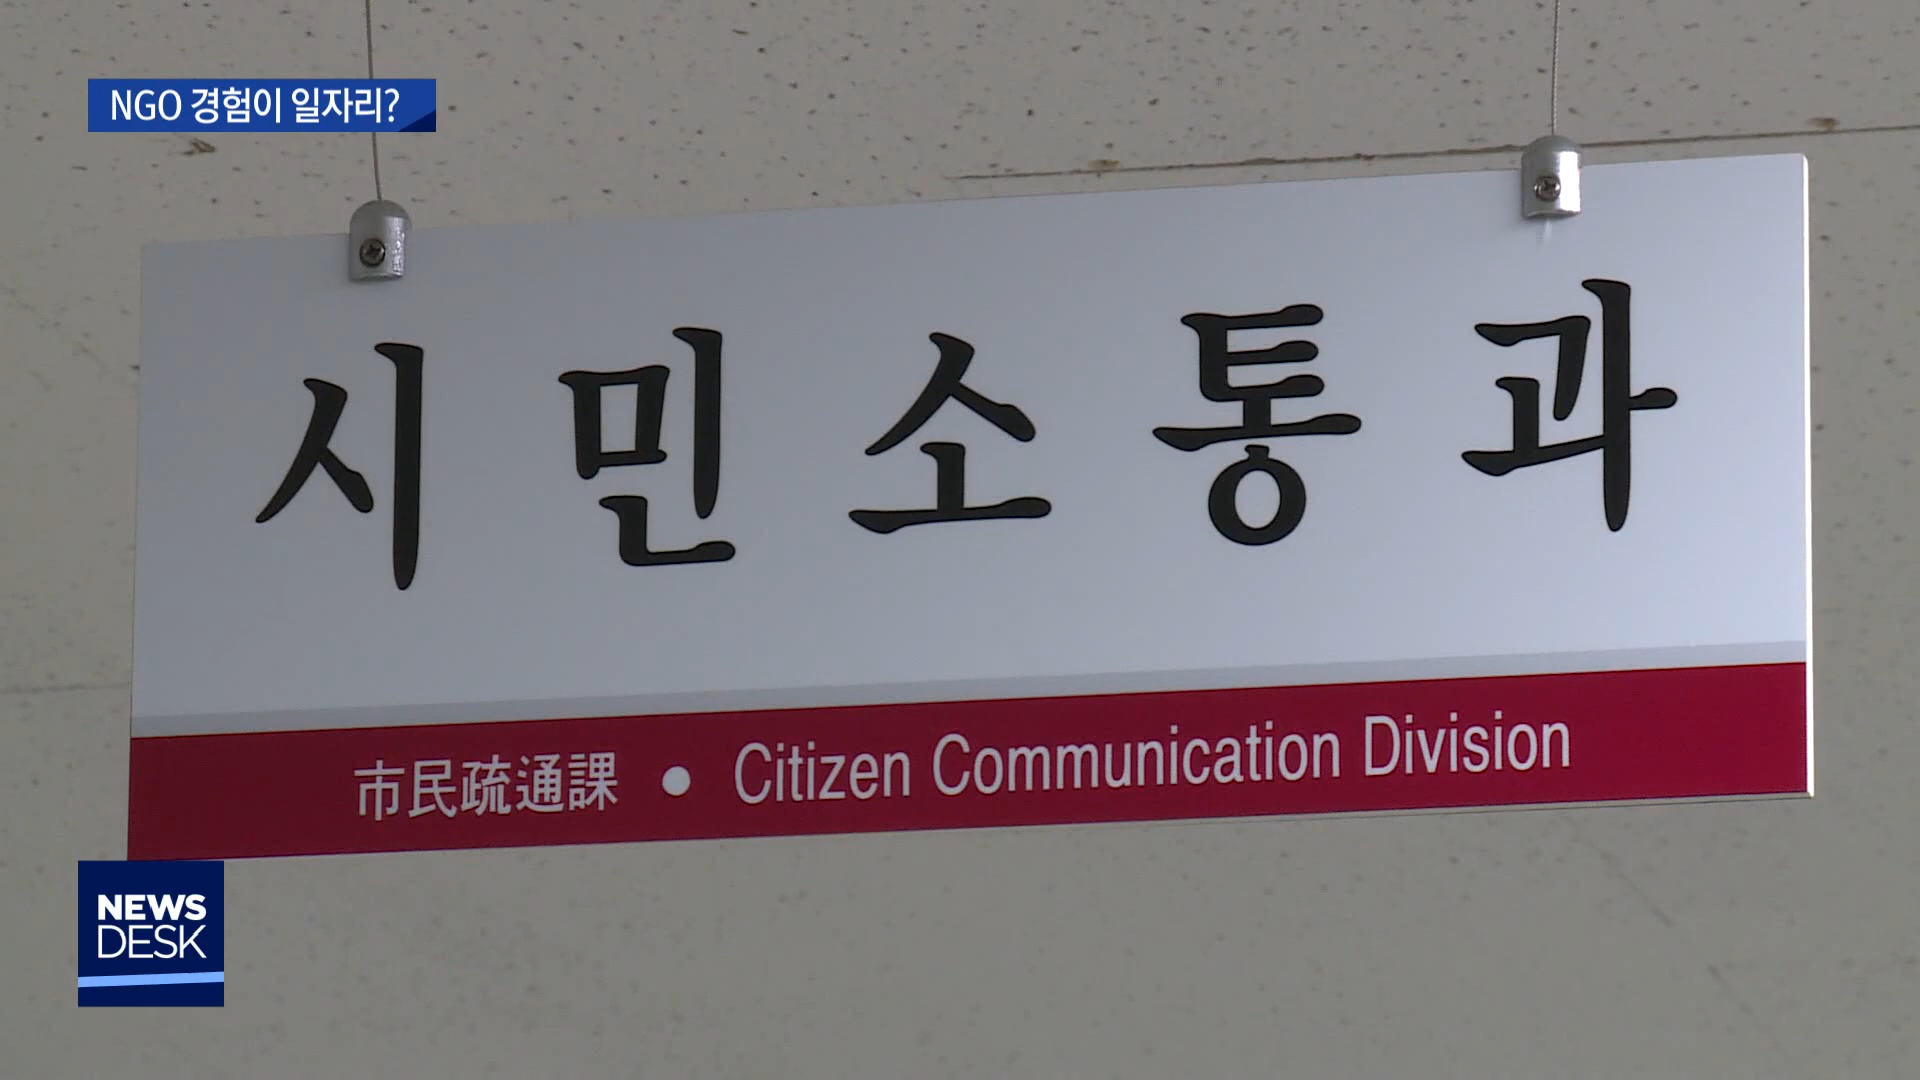 NGO 경험이 일자리?
시민소통과
市民疏通課 • Citizen Communication Division
NEWS
DESK